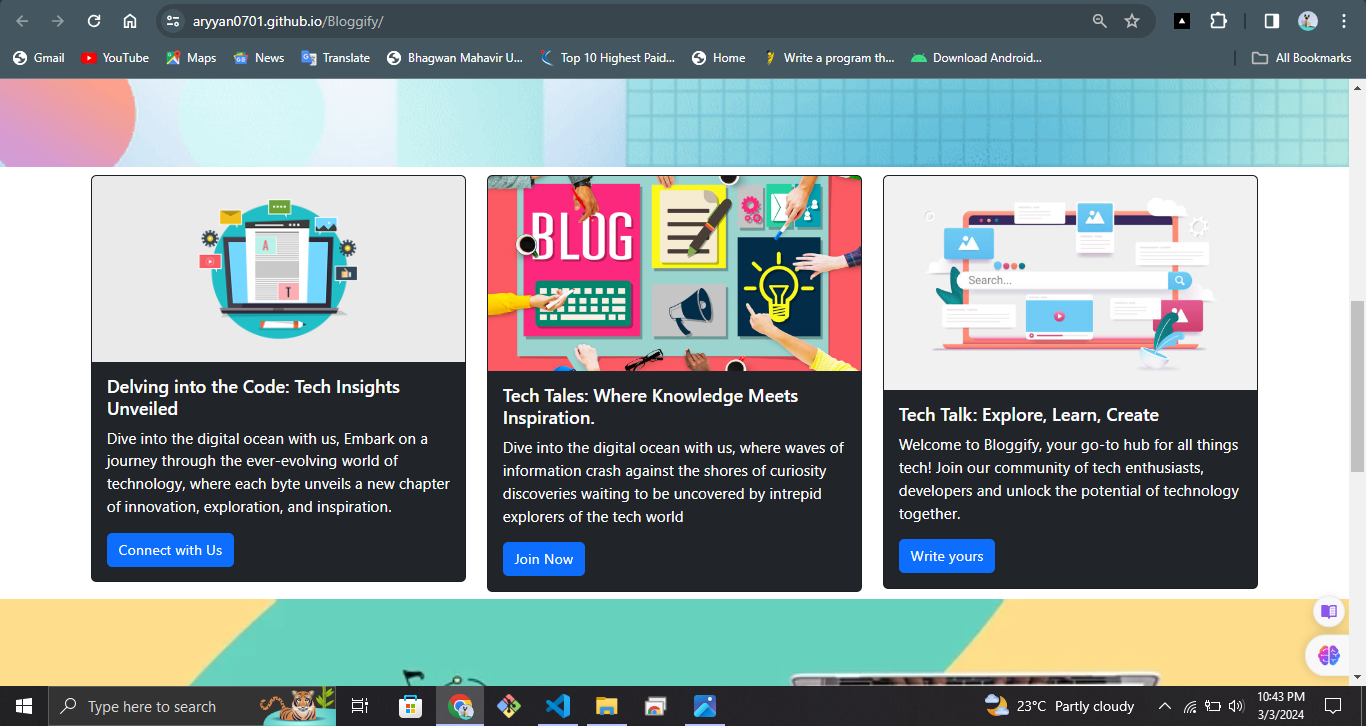 aryyan0701.github.io/Bloggify/
Gmail
YouTube
Maps
News
Translate
Bhagwan Mahavir U...
Top 10 Highest Paid...
Home
Write a program th...
Download Android...
All Bookmarks
A
T
Delving into the Code: Tech Insights
Unveiled
Dive into the digital ocean with us, Embark on a
journey through the ever-evolving world of
technology, where each byte unveils a new chapter
of innovation, exploration, and inspiration.
Connect with Us
BLOG
Tech Tales: Where Knowledge Meets
Inspiration.
Dive into the digital ocean with us, where waves of
information crash against the shores of curiosity
discoveries waiting to be uncovered by intrepid
explorers of the tech world
Join Now
Search...
Tech Talk: Explore, Learn, Create
Welcome to Bloggify, your go-to hub for all things
tech! Join our community of tech enthusiasts,
developers and unlock the potential of technology
together.
Write yours
Type here to search
23°C Partly cloudy
10:43 PM
3/3/2024